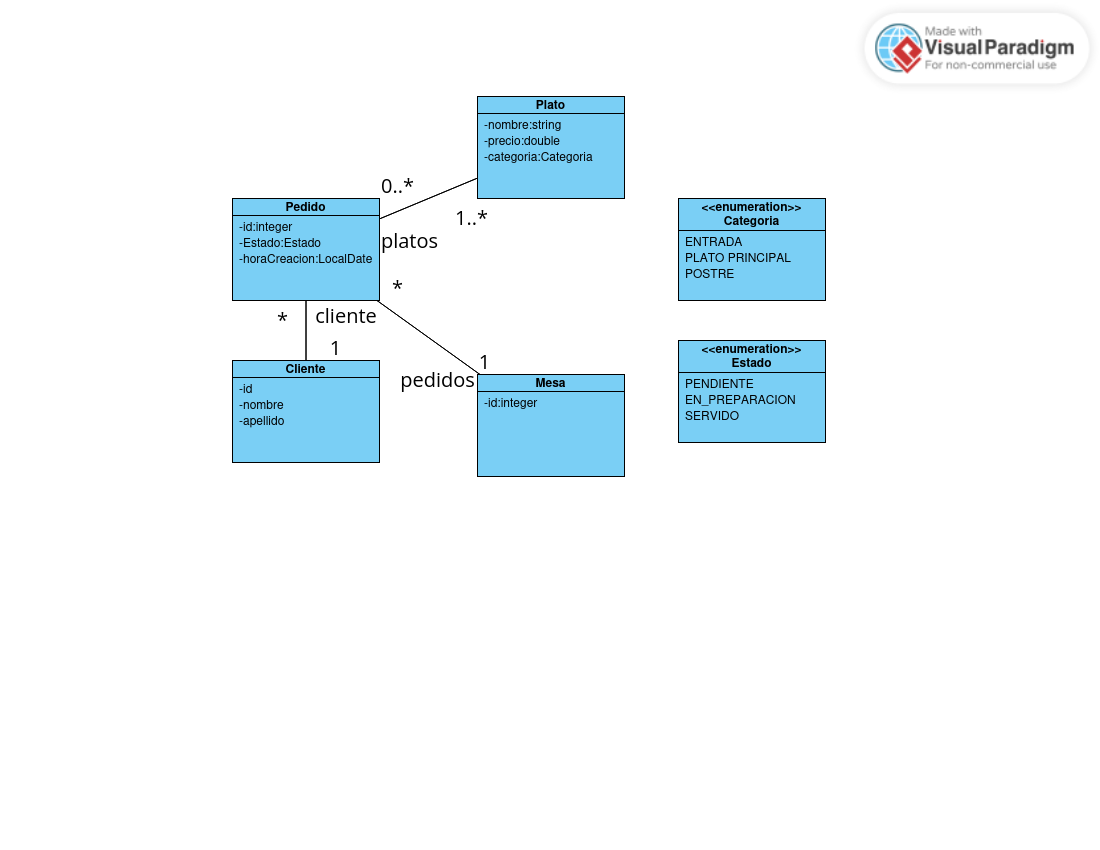 Made with
Visual Paradigm
For non-commercial use
Plato
-nombre:string
-precio:double
-categoria:Categoria
0..*
1..*
Pedido
-id:integer
-Estado:Estado
-horaCreacion:LocalDate
platos
<<enumeration>>
Categoria
ENTRADA
PLATO PRINCIPAL
POSTRE
*
*
cliente
1
1
pedidos
<<enumeration>>
Estado
PENDIENTE
EN_PREPARACION
SERVIDO
Cliente
-id
-nombre
-apellido
Mesa
-id:integer